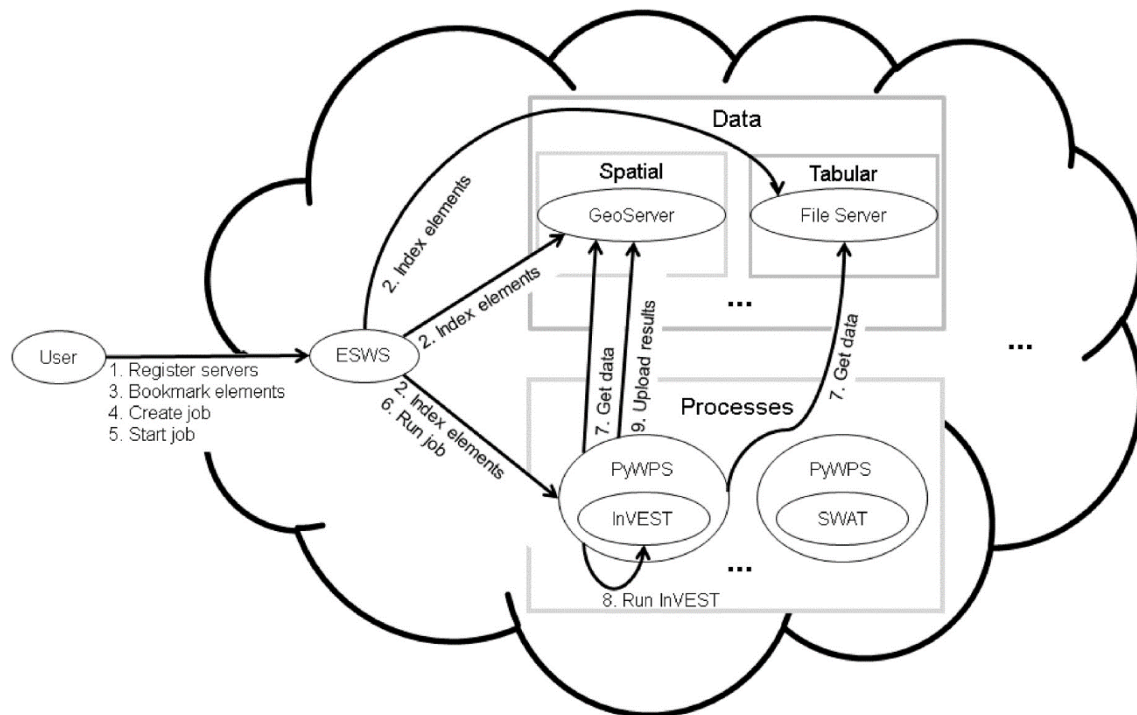 Data
Spatial
Tabular
GeoServer
File Server
...
2. Index elements
2. Index elements
User
ESWS
1. Register servers
3. Bookmark elements
4. Create job
5. Start job
2. Index elements
6. Run job
7. Get data
9. Upload results
7. Get data
...
Processes
PyWPS
InVEST
PyWPS
SWAT
...
8. Run InVEST